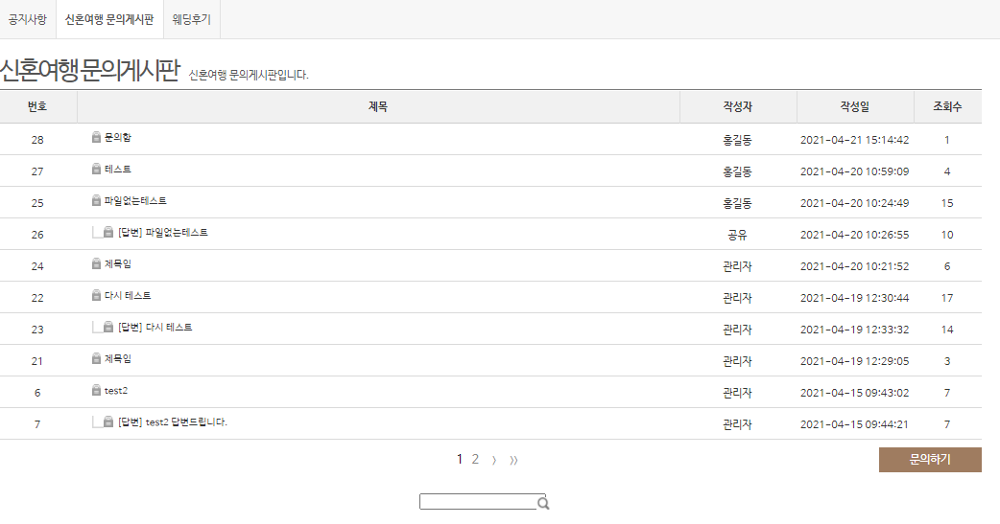 공지사항 신혼여행 문의게시판 웨딩후기
신혼여행 문의게시판 신혼여행 문의게시판입니다.
번호 제목 작성자 작성일 조회수
28 문의함 홍길동 2021-04-21 15:14:42 1
27 테스트 홍길동 2021-04-20 10:59:09 4
25 파일없는테스트 홍길동 2021-04-20 10:24:49 15
26 [답변] 파일없는테스트 공유 2021-04-20 10:26:55 10
24 제목임 관리자 2021-04-20 10:21:52 6
22 다시 테스트 관리자 2021-04-19 12:30:44 17
23 [답변] 다시 테스트 관리자 2021-04-19 12:33:32 14
21 제목임 관리자 2021-04-19 12:29:05 3
6 test2 관리자 2021-04-15 09:43:02 7
7 [답변] test2 답변드립니다. 관리자 2021-04-15 09:44:21 7
1 2 〉 》 문의하기